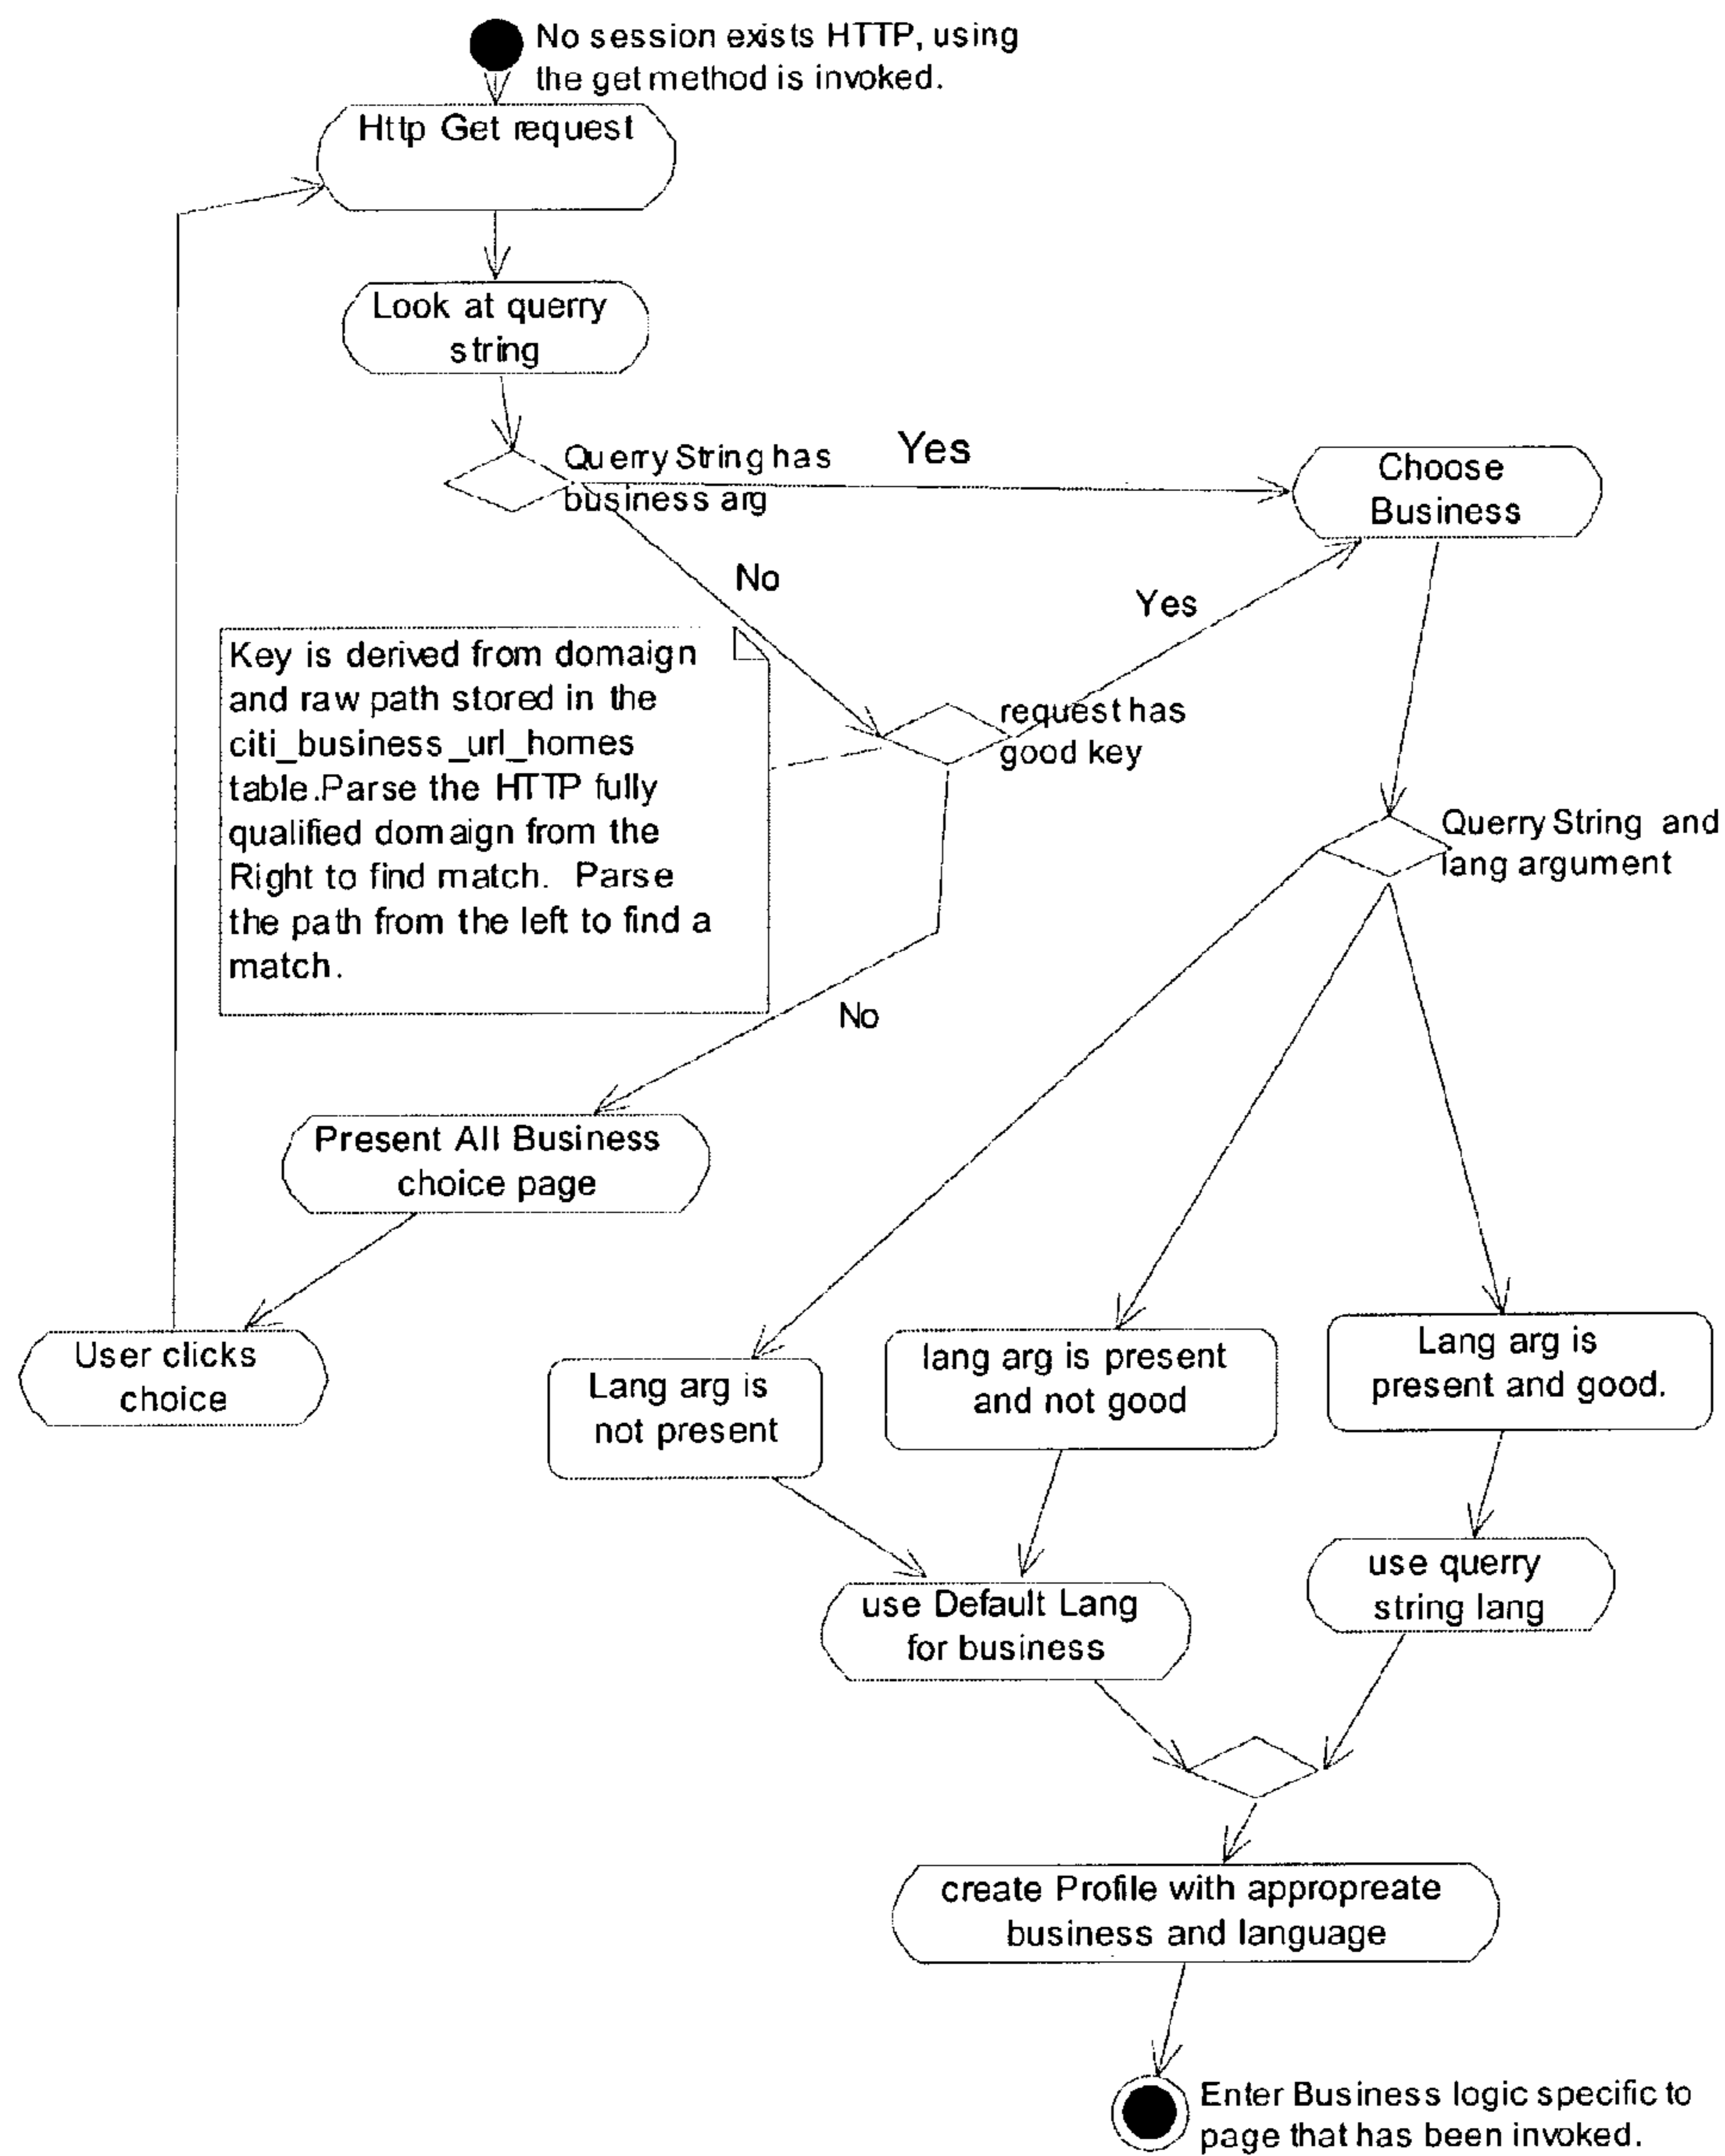 No session exists HTTP, using
the get method is invoked.
Http Get request
Look at querry
string
Querry String has
business arg
Yes
Choose
Business
No
Yes
Key is derived from domaign
and raw path stored in the
citi_business_url_homes
table.Parse the HTTP fully
qualified domaign from the
Right to find match. Parse
the path from the left to find a
match.
request has
good key
Querry String and
lang argument
No
Present All Business
choice page
User clicks
choice
Lang arg is
not present
lang arg is present
and not good
Lang arg is
present and good.
use querry
string lang
use Default Lang
for business
create Profile with appropreate
business and language
Enter Business logic specific to
page that has been invoked.